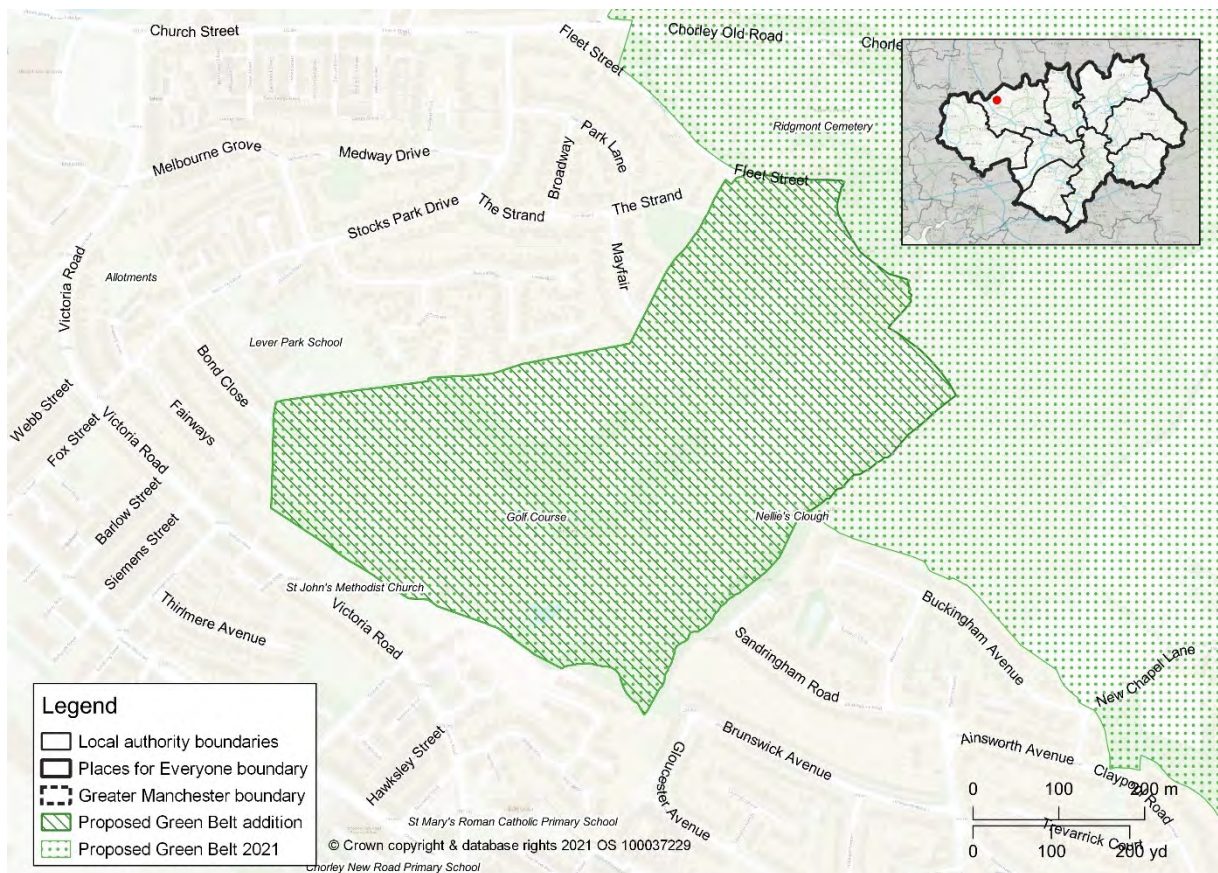 Church Street
Fleet Street
Chorley Old Road
Chorle
Ridgmont Cemetery
Park Lane
Broadway
Melbourne Grove
Medway Drive
Fleet Street
The Strand
The Strand
Stocks Park Drive
Mayfair
Victoria Road
Allotments
Lever Park School
Bond Close
Webb Street
Fox Street
Victoria Road
Fairways
Barlow Street
Siemens Street
Golf Course
Nellie's Clough
St John's Methodist Church
Thirlmere Avenue
Victoria Road
Buckingham Avenue
Sandringham Road
New Chapel Lane
Hawksley Street
Gloucester Avenue
Brunswick Avenue
Ainsworth Avenue
Claypool Road
Trevarrick Court
St Mary's Roman Catholic Primary School
Chorley New Road Primary School
Legend
Local authority boundaries
Places for Everyone boundary
Greater Manchester boundary
Proposed Green Belt addition
Proposed Green Belt 2021
© Crown copyright & database rights 2021 OS 100037229
0 100 200 m
0 100 200 yd